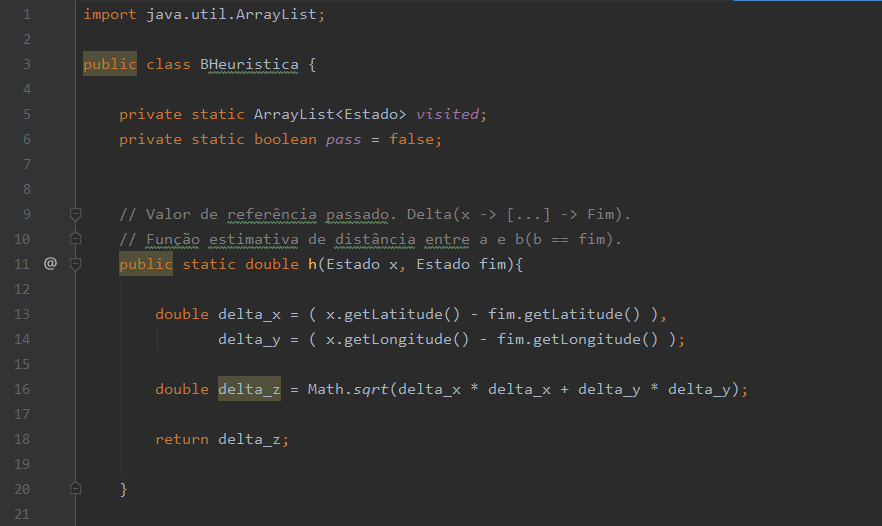 1 import java.util.ArrayList;
2
3 public class BHeuristica {
4
5 private static ArrayList<Estado> visited;
6 private static boolean pass = false;
7
8
9 // Valor de referência passado. Delta(x -> [...] -> Fim).
10 // Função estimativa de distância entre a e b(b == fim).
11 @ public static double h(Estado x, Estado fim){
12
13 double delta_x = ( x.getLatitude() - fim.getLatitude() ),
14 delta_y = ( x.getLongitude() - fim.getLongitude() );
15
16 double delta_z = Math.sqrt(delta_x * delta_x + delta_y * delta_y);
17
18 return delta_z;
19
20 }
21